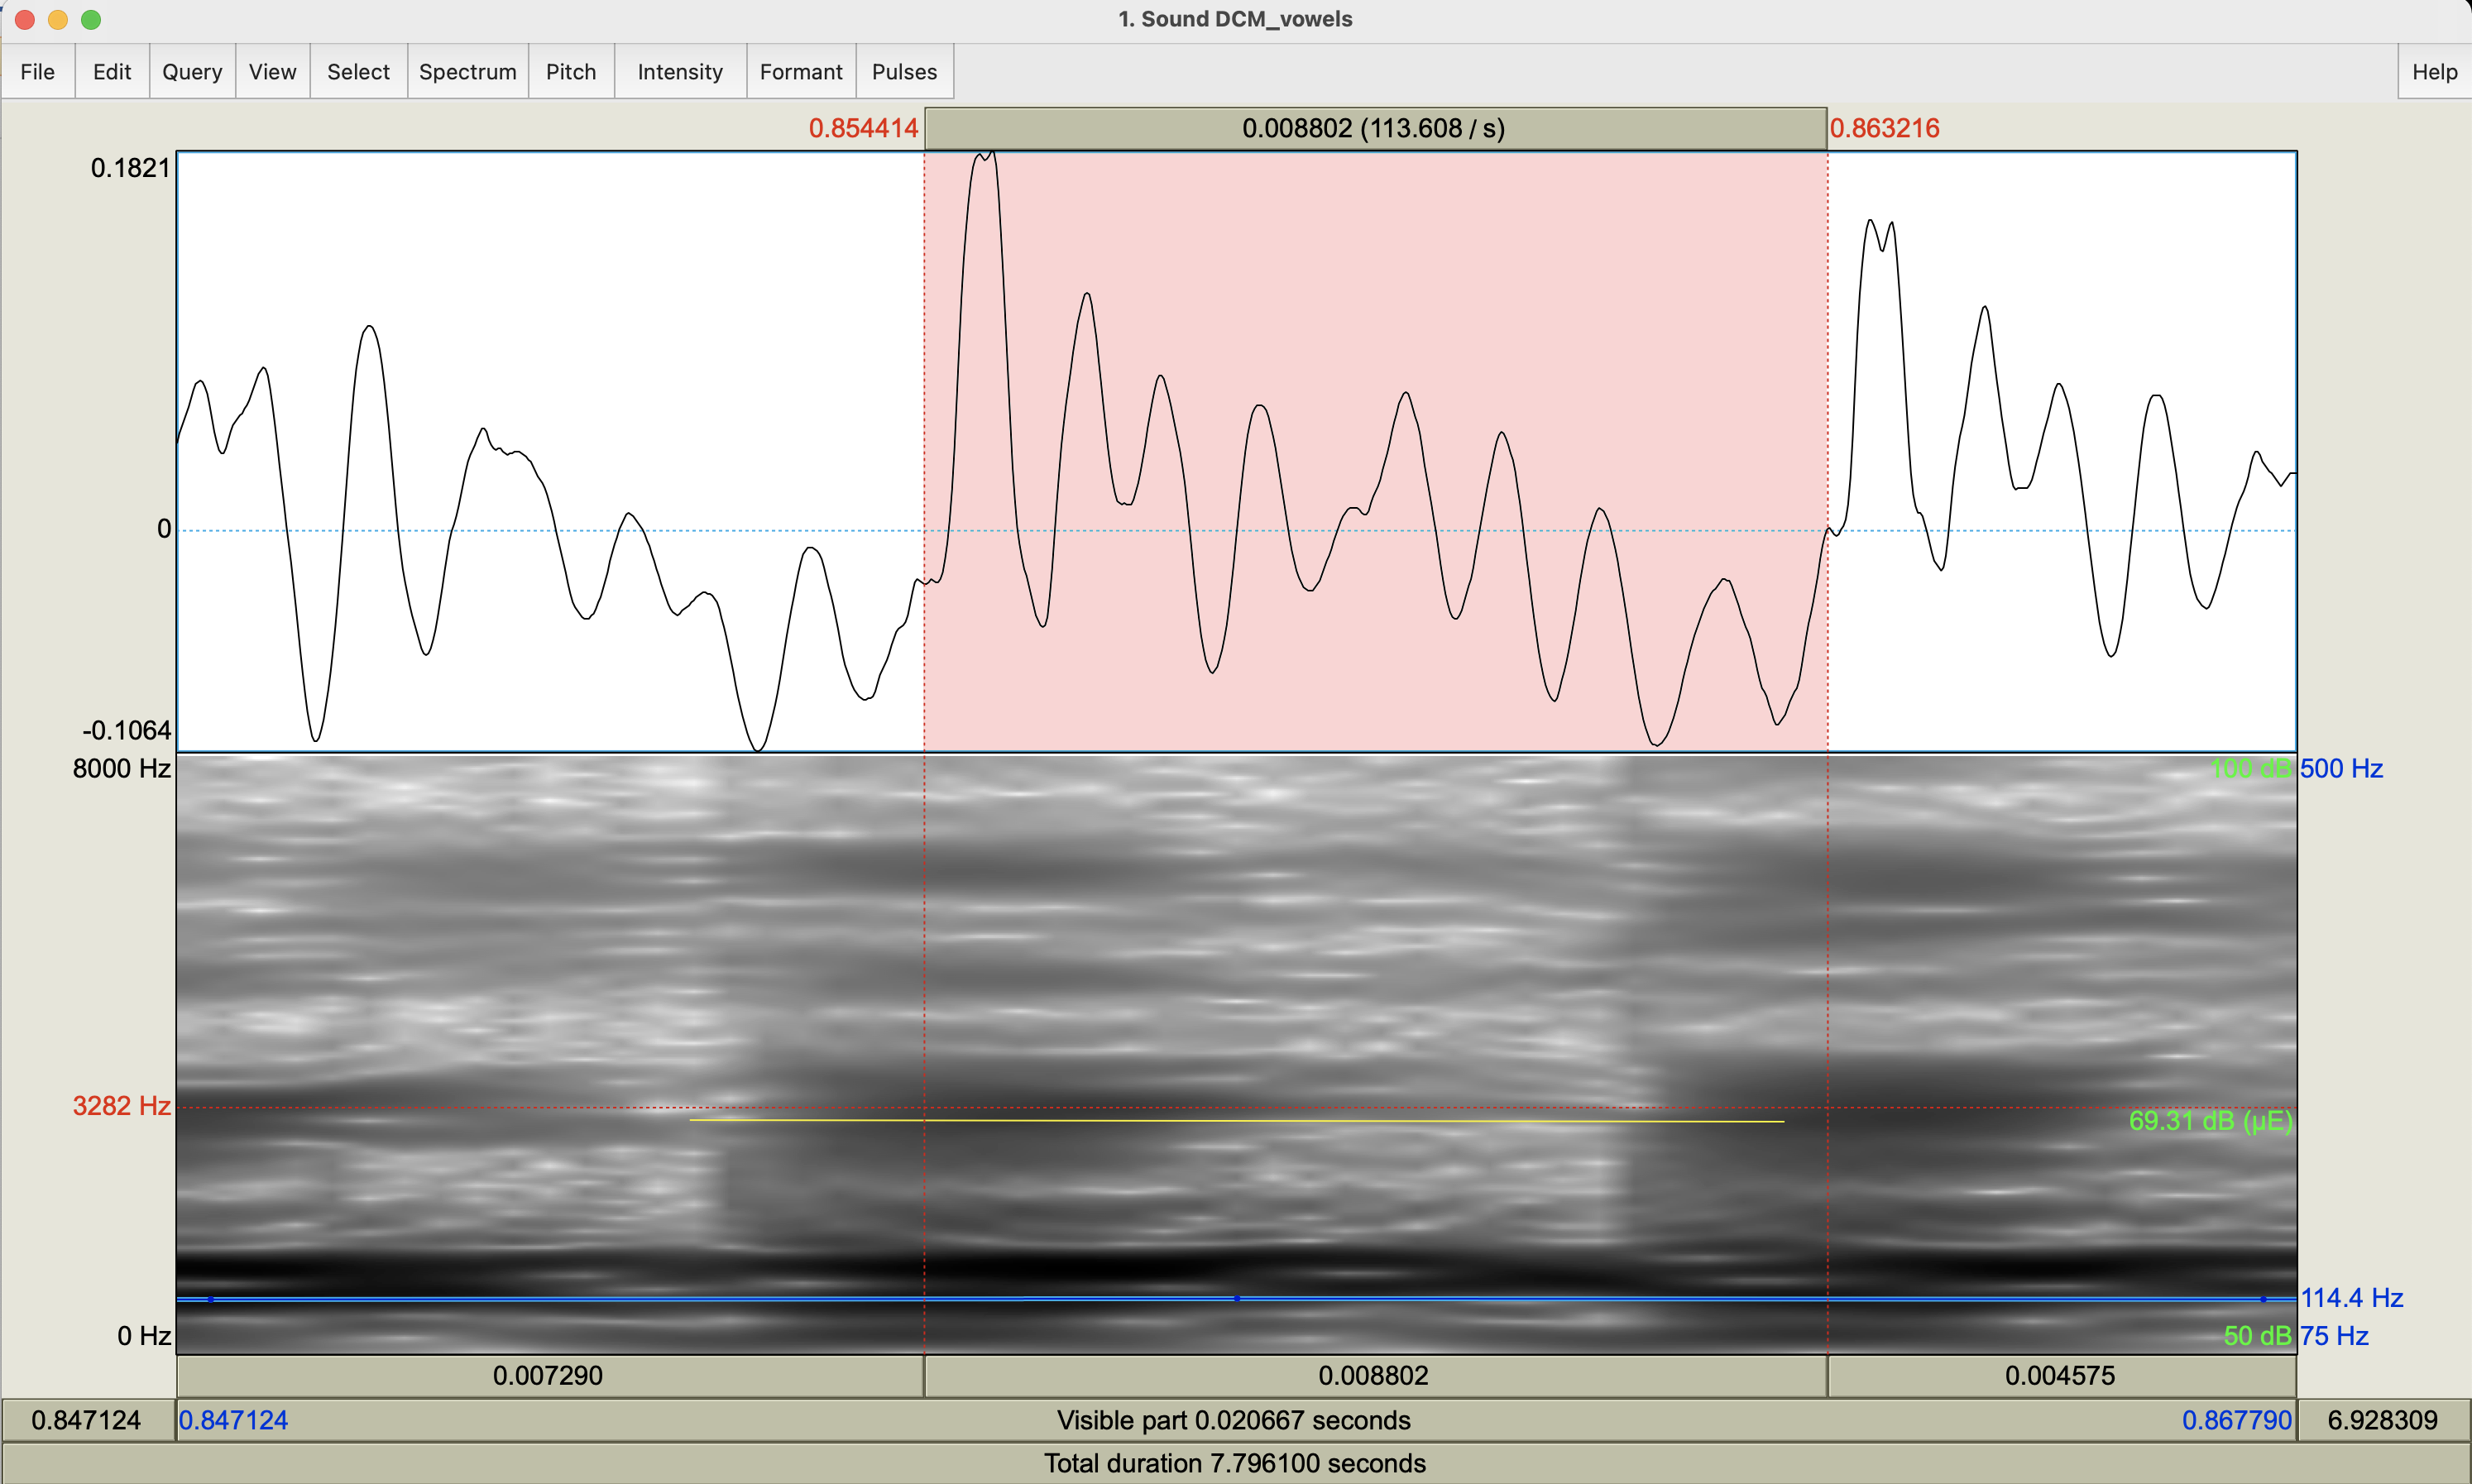 1. Sound DCM_vowels
File Edit Query View Select Spectrum Pitch Intensity Formant Pulses Help
0.854414 0.008802 (113.608 / s) 0.863216
0.1821
0
-0.1064
8000 Hz 100 dB 500 Hz
3282 Hz 69.31 dB (µE)
114.4 Hz
0 Hz 50 dB 75 Hz
0.007290 0.008802 0.004575
0.847124 0.847124 Visible part 0.020667 seconds 0.867790 6.928309
Total duration 7.796100 seconds